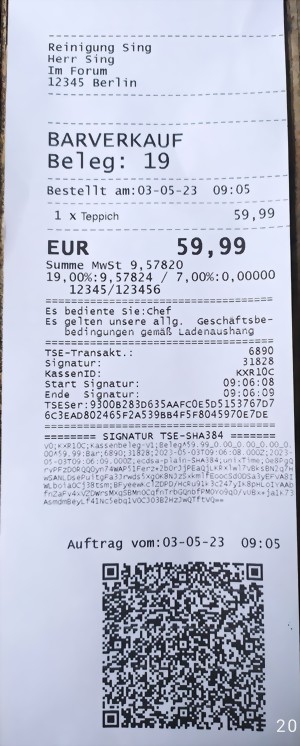 Reinigung Sing
Herr Sing
Im Forum
12345 Berlin
BARVERKAUF
Beleg: 19
Bestellt am:03-05-23 09:05
1 x Teppich 59,99
EUR 59,99
Summe MwSt 9,57820
19,00%:9,57824 / 7,00%:0,00000
12345/123456
Es bediente Sie:Chef
Es gelten unsere allg. Geschäftsbe-
bedingungen gemäß Ladenaushang
TSE-Transakt.: 6890
Signatur: 31828
KassenID: KXR10C
Start Signatur: 09:06:08
Ende Signatur: 09:06:09
TSESer:9300B283D635AAFC0E5D5153767D7
6C3EAD802465F2A539BB4F5F8045970E7DE
======== SIGNATUR TSE-SHA384 =======
Auftrag vom:03-05-23 09:05
20